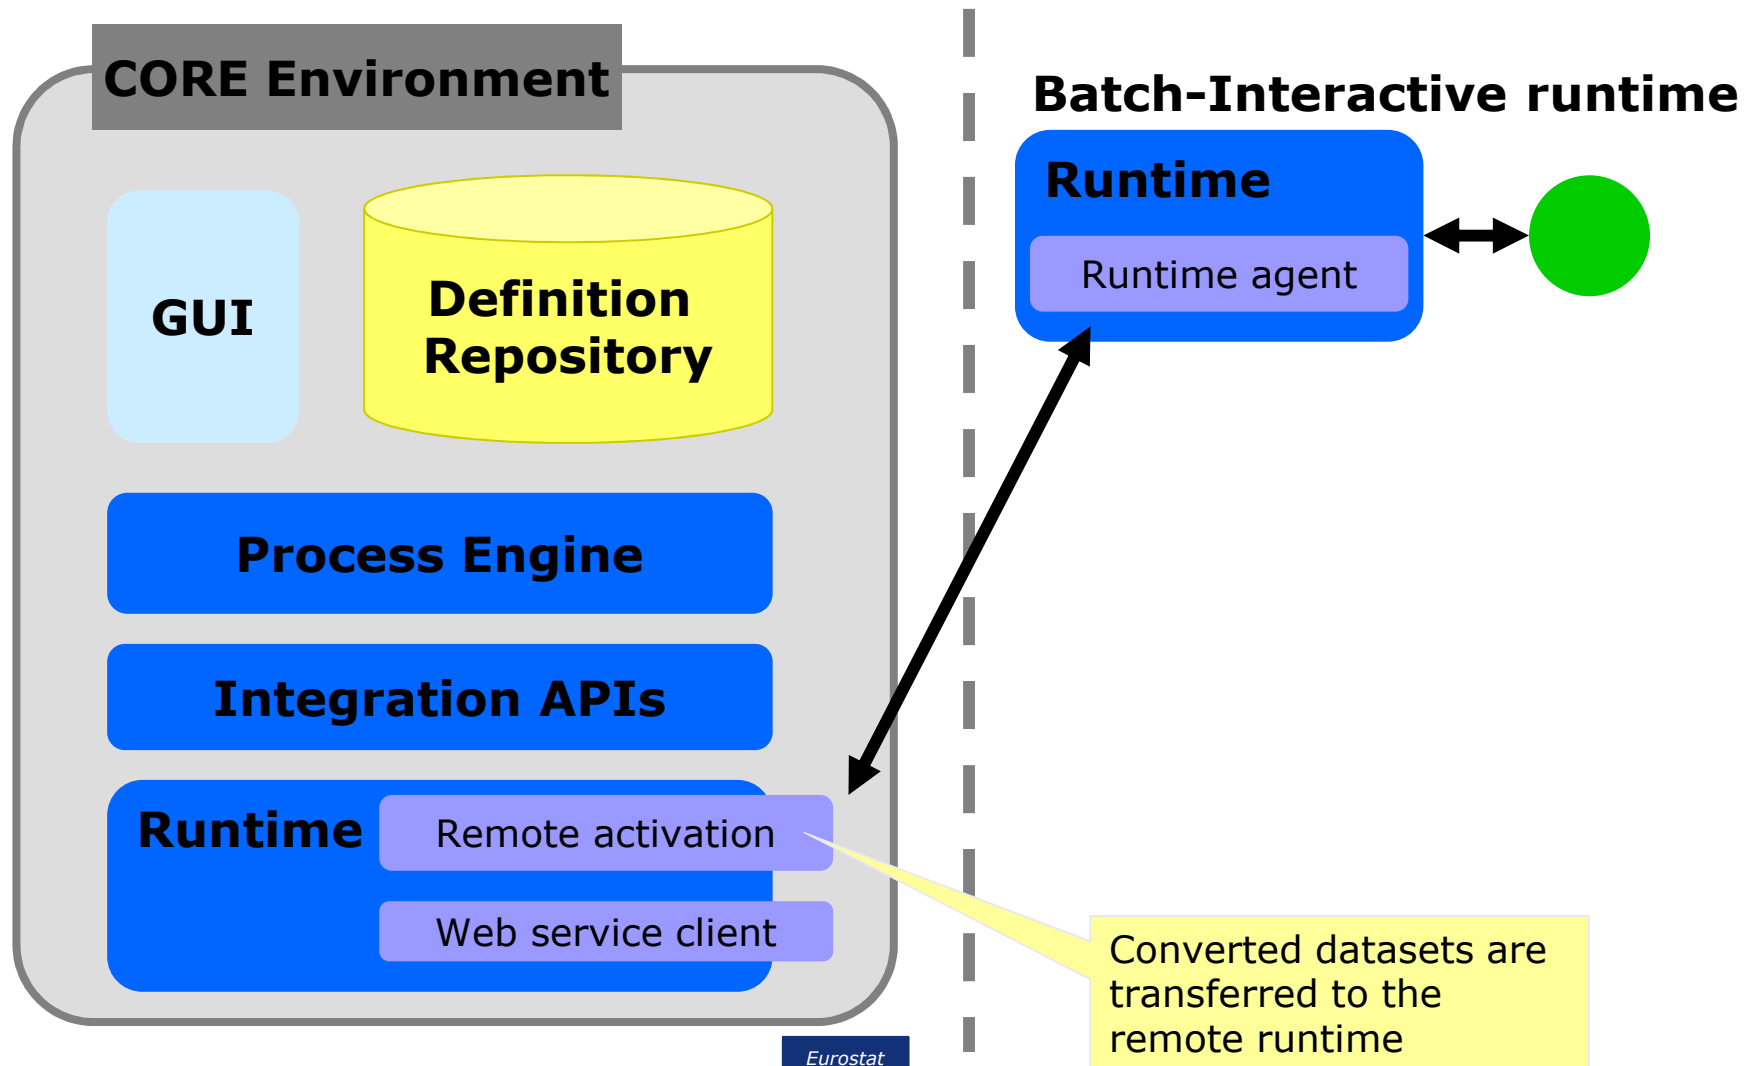 CORE Environment
Batch-Interactive runtime
Runtime
Runtime agent
GUI
Definition
Repository
Process Engine
Integration APIs
Runtime
Remote activation
Web service client
Converted datasets are
transferred to the
remote runtime
Eurostat